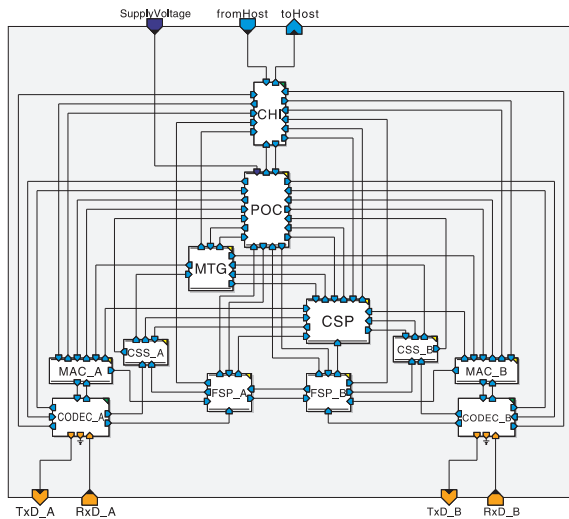 SupplyVoltage fromHost toHost
CHI
POC
MTG
CSP
CSS_A CSS_B
MAC_A MAC_B
FSP_A FSP_B
CODEC_A CODEC_B
TxD_A RxD_A TxD_B RxD_B